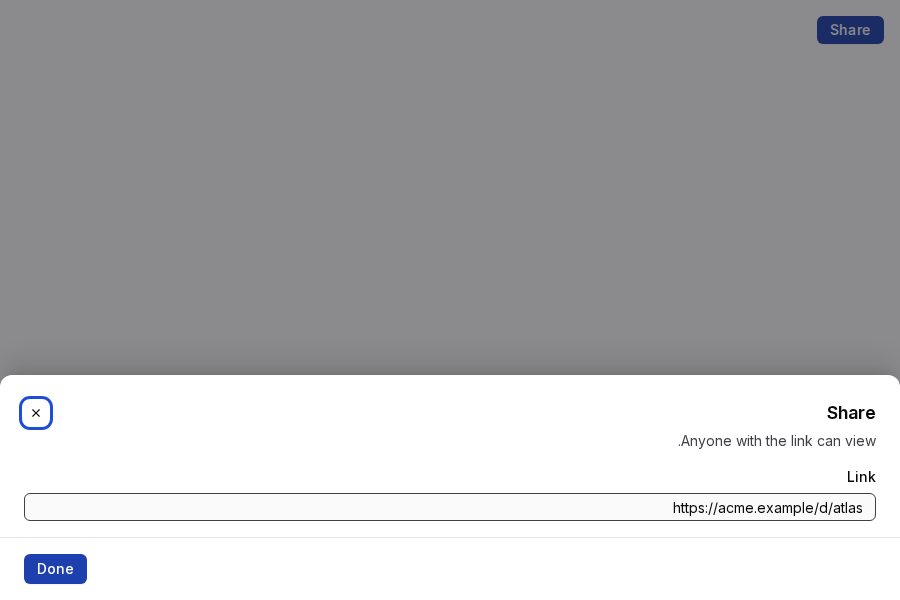 Share
Share
Anyone with the link can view.
Link
https://acme.example/d/atlas
Done